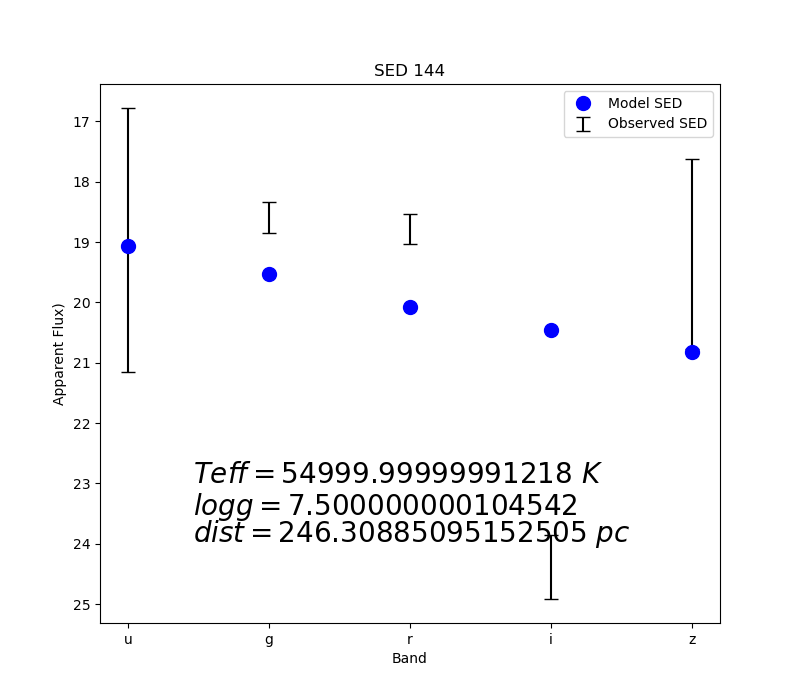 SED 144
Model SED
Observed SED
17
18
19
20
21
22
23
24
25
Apparent Flux)
Teff = 54999.99999991218 K
logg = 7.500000000104542
dist = 246.30885095152505 pc
u g r i z
Band